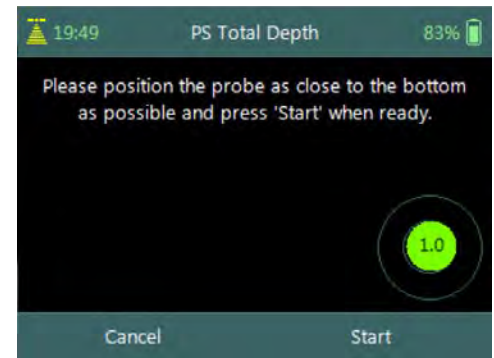 19:49 PS Total Depth 83%
Please position the probe as close to the bottom
as possible and press 'Start' when ready.
1.0
Cancel Start